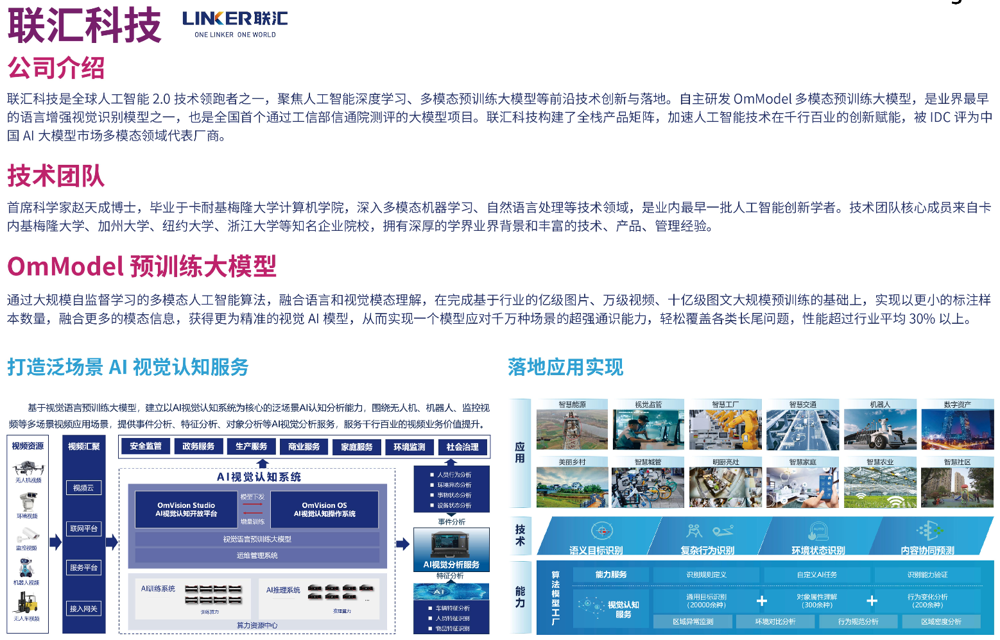 联汇科技
LINKER联汇
ONE LINKER ONE WORLD
公司介绍
联汇科技是全球人工智能 2.0 技术领跑者之一，聚焦人工智能深度学习、多模态预训练大模型等前沿技术创新与落地。自主研发 OmModel 多模态预训练大模型，是业界最早
的语言增强视觉识别模型之一，也是全国首个通过工信部信通院测评的大模型项目。联汇科技构建了全栈产品矩阵，加速人工智能技术在千行百业的创新赋能，被 IDC 评为中
国 AI 大模型市场多模态领域代表厂商。
技术团队
首席科学家赵天成博士，毕业于卡耐基梅隆大学计算机学院，深入多模态机器学习、自然语言处理等技术领域，是业内最早一批人工智能创新学者。技术团队核心成员来自卡
内基梅隆大学、加州大学、纽约大学、浙江大学等知名企业院校，拥有深厚的学界业界背景和丰富的技术、产品、管理经验。
OmModel 预训练大模型
通过大规模自监督学习的多模态人工智能算法，融合语言和视觉模态理解，在完成基于行业的亿级图片、万级视频、十亿级图文大规模预训练的基础上，实现以更小的标注样
本数量，融合更多的模态信息，获得更为精准的视觉 AI 模型，从而实现一个模型应对千万种场景的超强通识能力，轻松覆盖各类长尾问题，性能超过行业平均 30% 以上。
打造泛场景 AI 视觉认知服务
基于视觉语言预训练大模型，建立以AI视觉认知系统为核心的泛场景AI认知分析能力，围绕无人机、机器人、监控视
频等多场景视频应用场景，提供事件分析、特征分析、对象分析等AI视觉分析服务，服务千行百业的视频业务价值提升。
视频资源
无人机视频
环境视频
监控视频
机器人视频
无人车视频
视频汇聚
视频云
联网平台
服务平台
接入网关
安全监管
政务服务
生产服务
商业服务
家庭服务
环境监测
社会治理
AI视觉认知系统
OmVision Studio
AI视觉认知开放平台
模型下发
增量训练
OmVision OS
AI视觉认知操作系统
视觉语言预训练大模型
运维管理系统
AI训练系统
训练算力
AI推理系统
...
推理算力
算力资源中心
人员行为分析
环境异态分析
事物状态分析
设备状态分析
事件分析
AI视觉分析服务
特征分析
AI
车辆特征分析
人员特征识别
物品特征识别
落地应用实现
应用
智慧能源
视觉监管
智慧工厂
智慧交通
机器人
数字资产
美丽乡村
智慧城管
明厨亮灶
智慧家庭
智慧农业
智慧社区
技术
语义目标识别
复杂行为识别
AUTO
环境状态识别
内容协同预测
能力
算法模型工厂
能力服务
识别规则定义
自定义AI任务
识别能力验证
视觉认知
服务
通用目标识别
(20000余种)
+
对象属性理解
(300余种)
+
行为变化分析
(200余种)
区域异常监测
环境对比分析
行为规范分析
区域密度分析